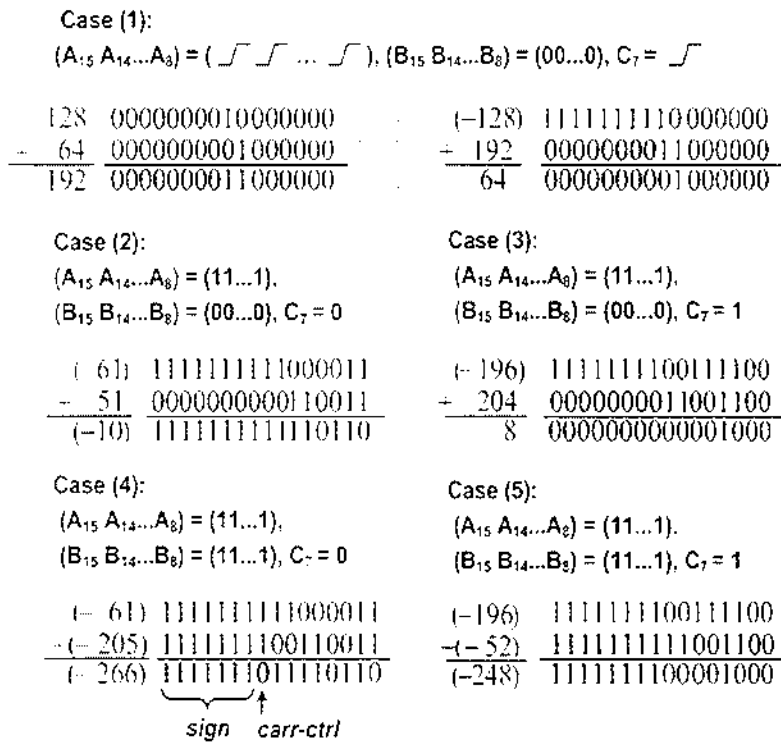 Case (1):
(A₁₅ A₁₄...A₈) = ( ... ), (B₁₅ B₁₄...B₈) = (00...0), C₇ =
128 0000000010000000
- 64 0000000001000000
192 0000000011000000
(-128) 1111111110000000
+ 192 0000000011000000
64 0000000001000000
Case (2):
(A₁₅ A₁₄...A₈) = (11...1),
(B₁₅ B₁₄...B₈) = (00...0), C₇ = 0
(- 61) 1111111111000011
- 51 0000000000110011
(-10) 1111111111110110
Case (3):
(A₁₅ A₁₄...A₈) = (11...1),
(B₁₅ B₁₄...B₈) = (00...0), C₇ = 1
(- 196) 1111111100111100
+ 204 0000000011001100
8 0000000000001000
Case (4):
(A₁₅ A₁₄...A₈) = (11...1),
(B₁₅ B₁₄...B₈) = (11...1), C₇ = 0
(- 61) 1111111111000011
-(- 205) 1111111100110011
(- 266) 1111111011110110
sign carr-ctrl
Case (5):
(A₁₅ A₁₄...A₈) = (11...1).
(B₁₅ B₁₄...B₈) = (11...1), C₇ = 1
(-196) 1111111100111100
-(- 52) 1111111111001100
(-248) 1111111100001000